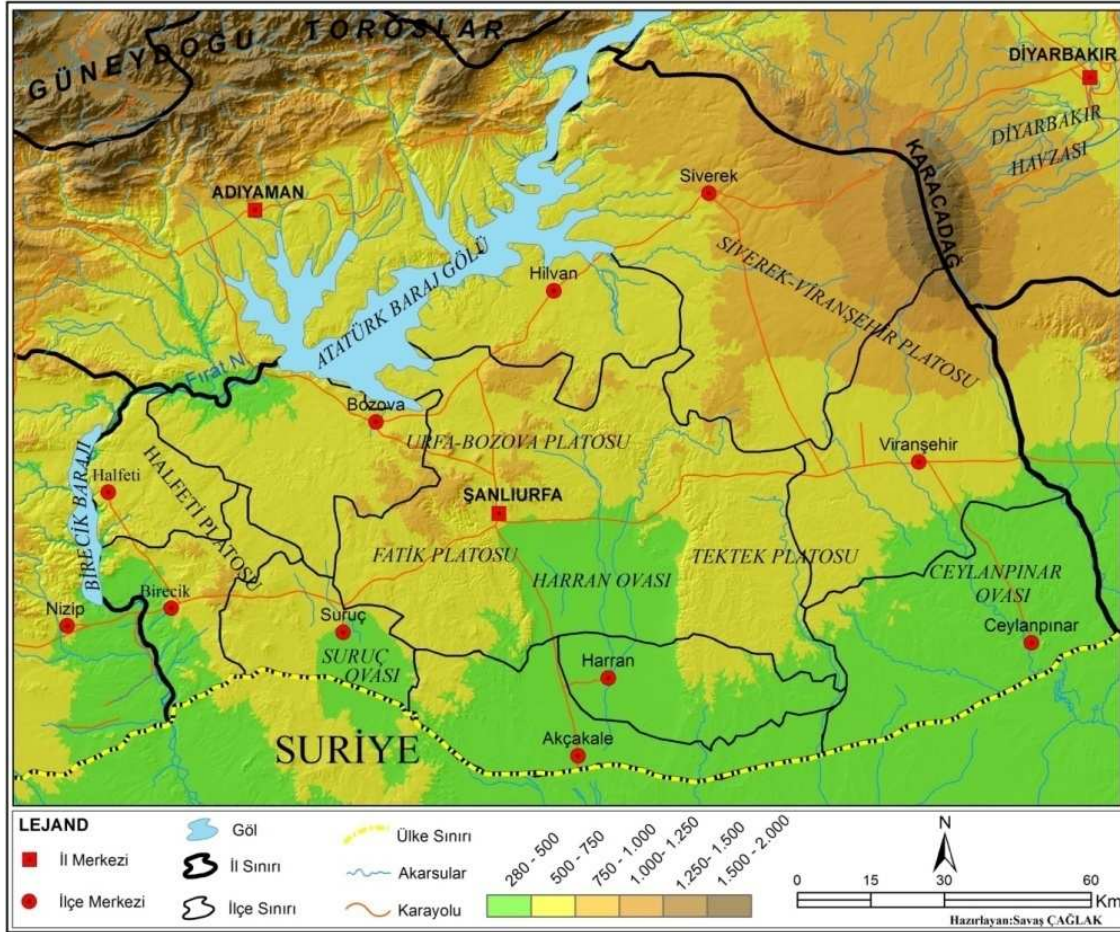 GÜNEYDOĞU TOROSLAR
DİYARBAKIR
DİYARBAKIR
HAVZASI
KARACADAĞ
ADIYAMAN
Siverek
SİVEREK-VİRANŞEHİR PLATOSU
ATATÜRK BARAJ GÖLÜ
Hilvan
Fırat N.
Bozova
URFA-BOZOVA PLATOSU
Viranşehir
BİRECİK BARAJI
Halfeti
HALFETİ PLATOSU
ŞANLIURFA
FATİK PLATOSU
HARRAN OVASI
TEKTEK PLATOSU
CEYLANPINAR
OVASI
Nizip
Birecik
Suruç
SURUÇ
OVASI
Ceylanpınar
Harran
SURİYE
Akçakale
LEJAND
İl Merkezi
İlçe Merkezi
Göl
İl Sınırı
İlçe Sınırı
Ülke Sınırı
Akarsular
Karayolu
280 - 500
500 - 750
750 - 1.000
1.000- 1.250
1.250- 1.500
1.500 - 2.000
N
0 15 30 60
Km
Hazırlayan:Savaş ÇAĞLAK